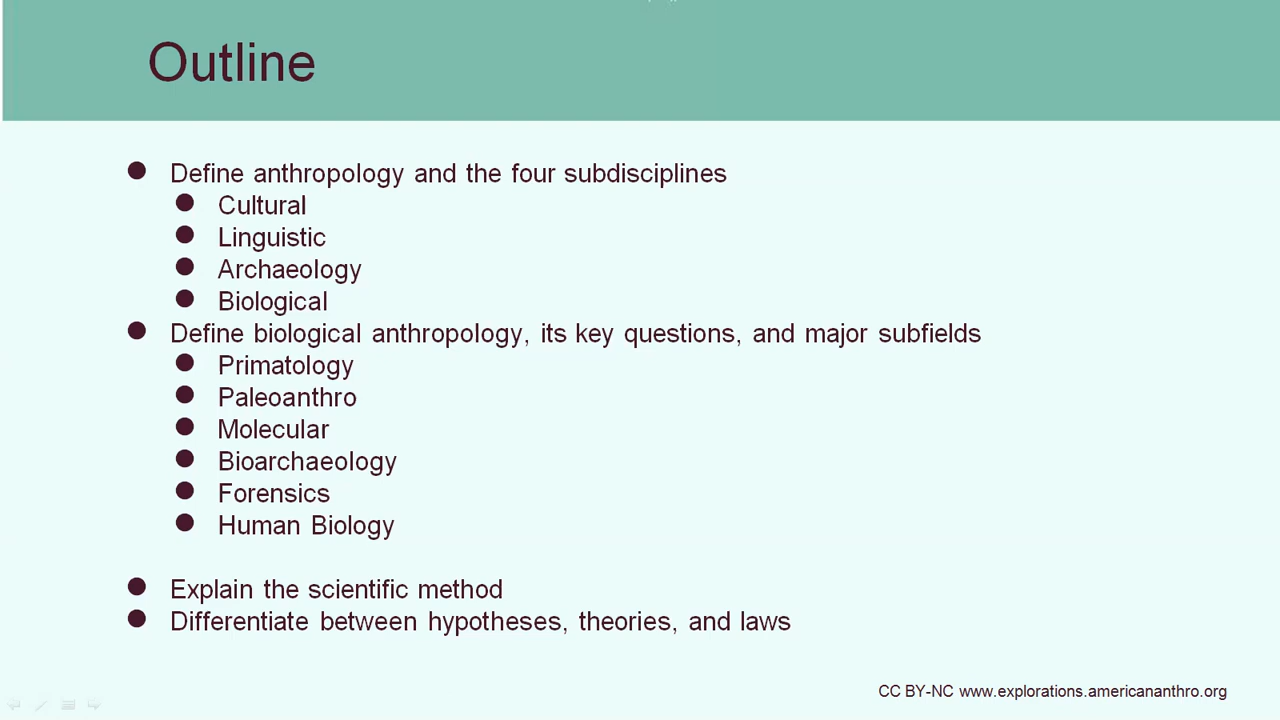 Outline
● Define anthropology and the four subdisciplines
● Cultural
● Linguistic
● Archaeology
● Biological
● Define biological anthropology, its key questions, and major subfields
● Primatology
● Paleoanthro
● Molecular
● Bioarchaeology
● Forensics
● Human Biology
● Explain the scientific method
● Differentiate between hypotheses, theories, and laws
CC BY-NC www.explorations.americananthro.org